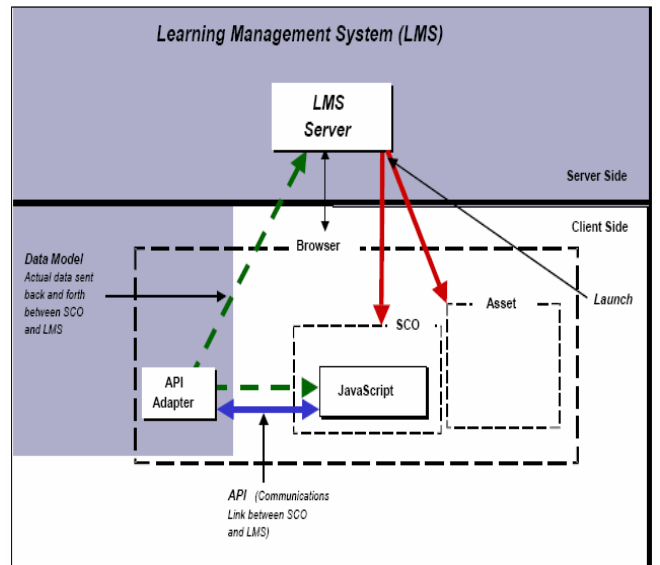 Learning Management System (LMS)
LMS
Server
Server Side
Client Side
Browser
Data Model
Actual data sent
back and forth
between SCO
and LMS
Launch
Asset
SCO
API
Adapter
JavaScript
API (Communications
Link between SCO
and LMS)